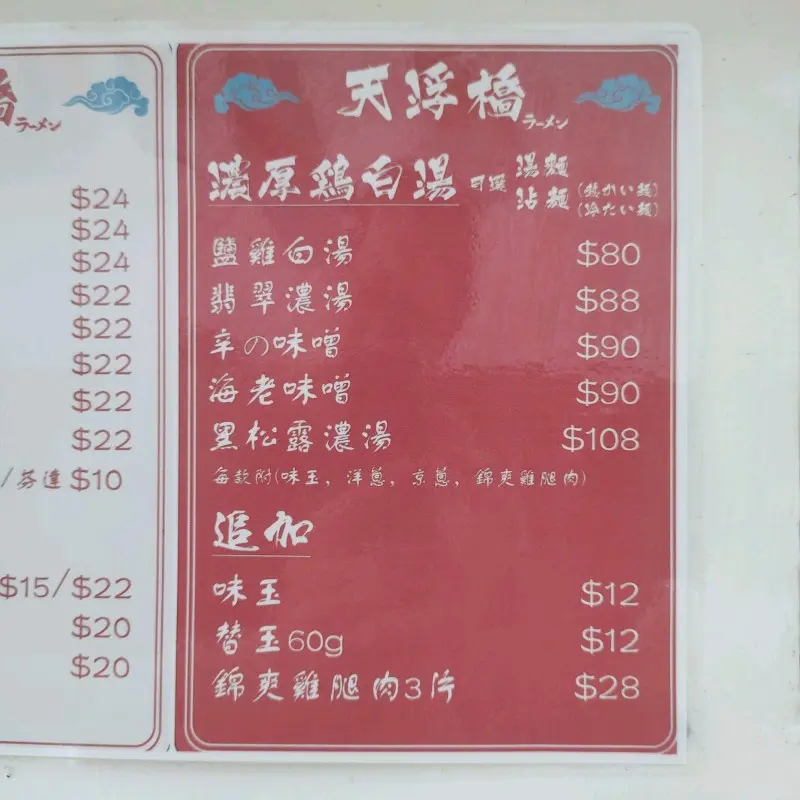 橋
ラーメン
$24
$24
$24
$22
$22
$22
$22
$22
/芬達 $10
$15/$22
$20
$20
天浮橋
ラーメン
濃厚鶏白湯 可選 湯麵 沾麵 (熱かい麵) (冷たい麵)
鹽雞白湯 $80
翡翠濃湯 $88
辛の味噌 $90
海老味噌 $90
黑松露濃湯 $108
每款附(味玉, 洋蔥, 京蔥, 錦爽雞腿肉)
追加
味玉 $12
替玉60g $12
錦爽雞腿肉3片 $28